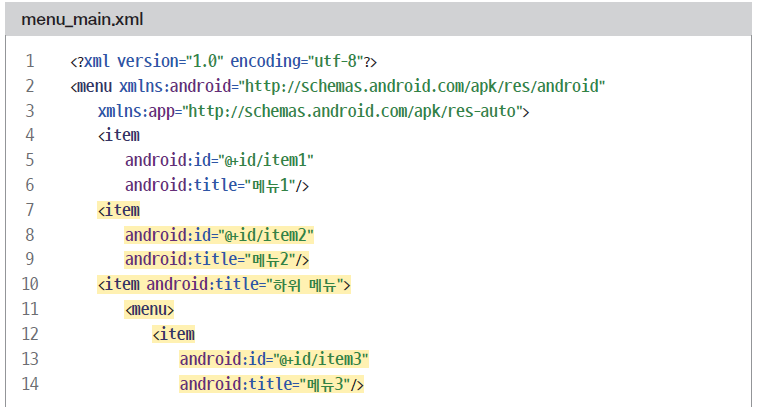 menu_main.xml
1 <?xml version="1.0" encoding="utf-8"?>
2 <menu xmlns:android="http://schemas.android.com/apk/res/android"
3 xmlns:app="http://schemas.android.com/apk/res-auto">
4 <item
5 android:id="@+id/item1"
6 android:title="메뉴1"/>
7 <item
8 android:id="@+id/item2"
9 android:title="메뉴2"/>
10 <item android:title="하위 메뉴">
11 <menu>
12 <item
13 android:id="@+id/item3"
14 android:title="메뉴3"/>